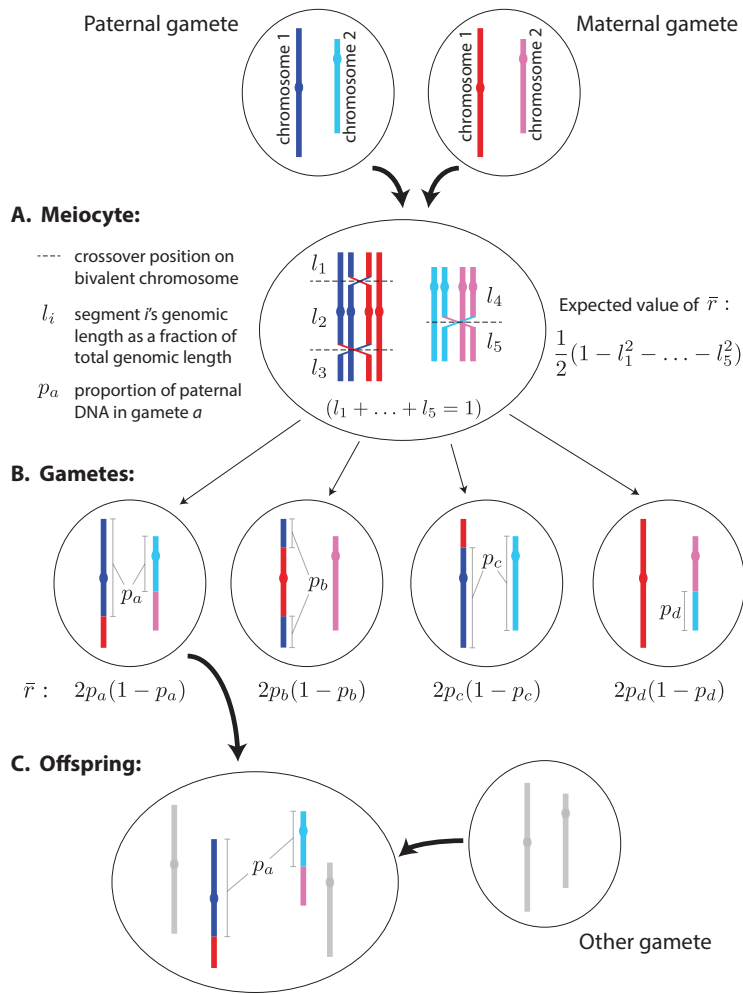 Paternal gamete
Maternal gamete
chromosome 1
chromosome 2
chromosome 1
chromosome 2
A. Meiocyte:
crossover position on
bivalent chromosome
l_i segment i's genomic
length as a fraction of
total genomic length
p_a proportion of paternal
DNA in gamete a
l_1
l_2
l_3
l_4
l_5
(l_1 + . . . + l_5 = 1)
Expected value of r̄ :
1/2(1 − l_1^2 − . . . − l_5^2)
B. Gametes:
p_a
p_b
p_c
p_d
r̄ : 2p_a(1 − p_a) 2p_b(1 − p_b) 2p_c(1 − p_c) 2p_d(1 − p_d)
C. Offspring:
p_a
Other gamete